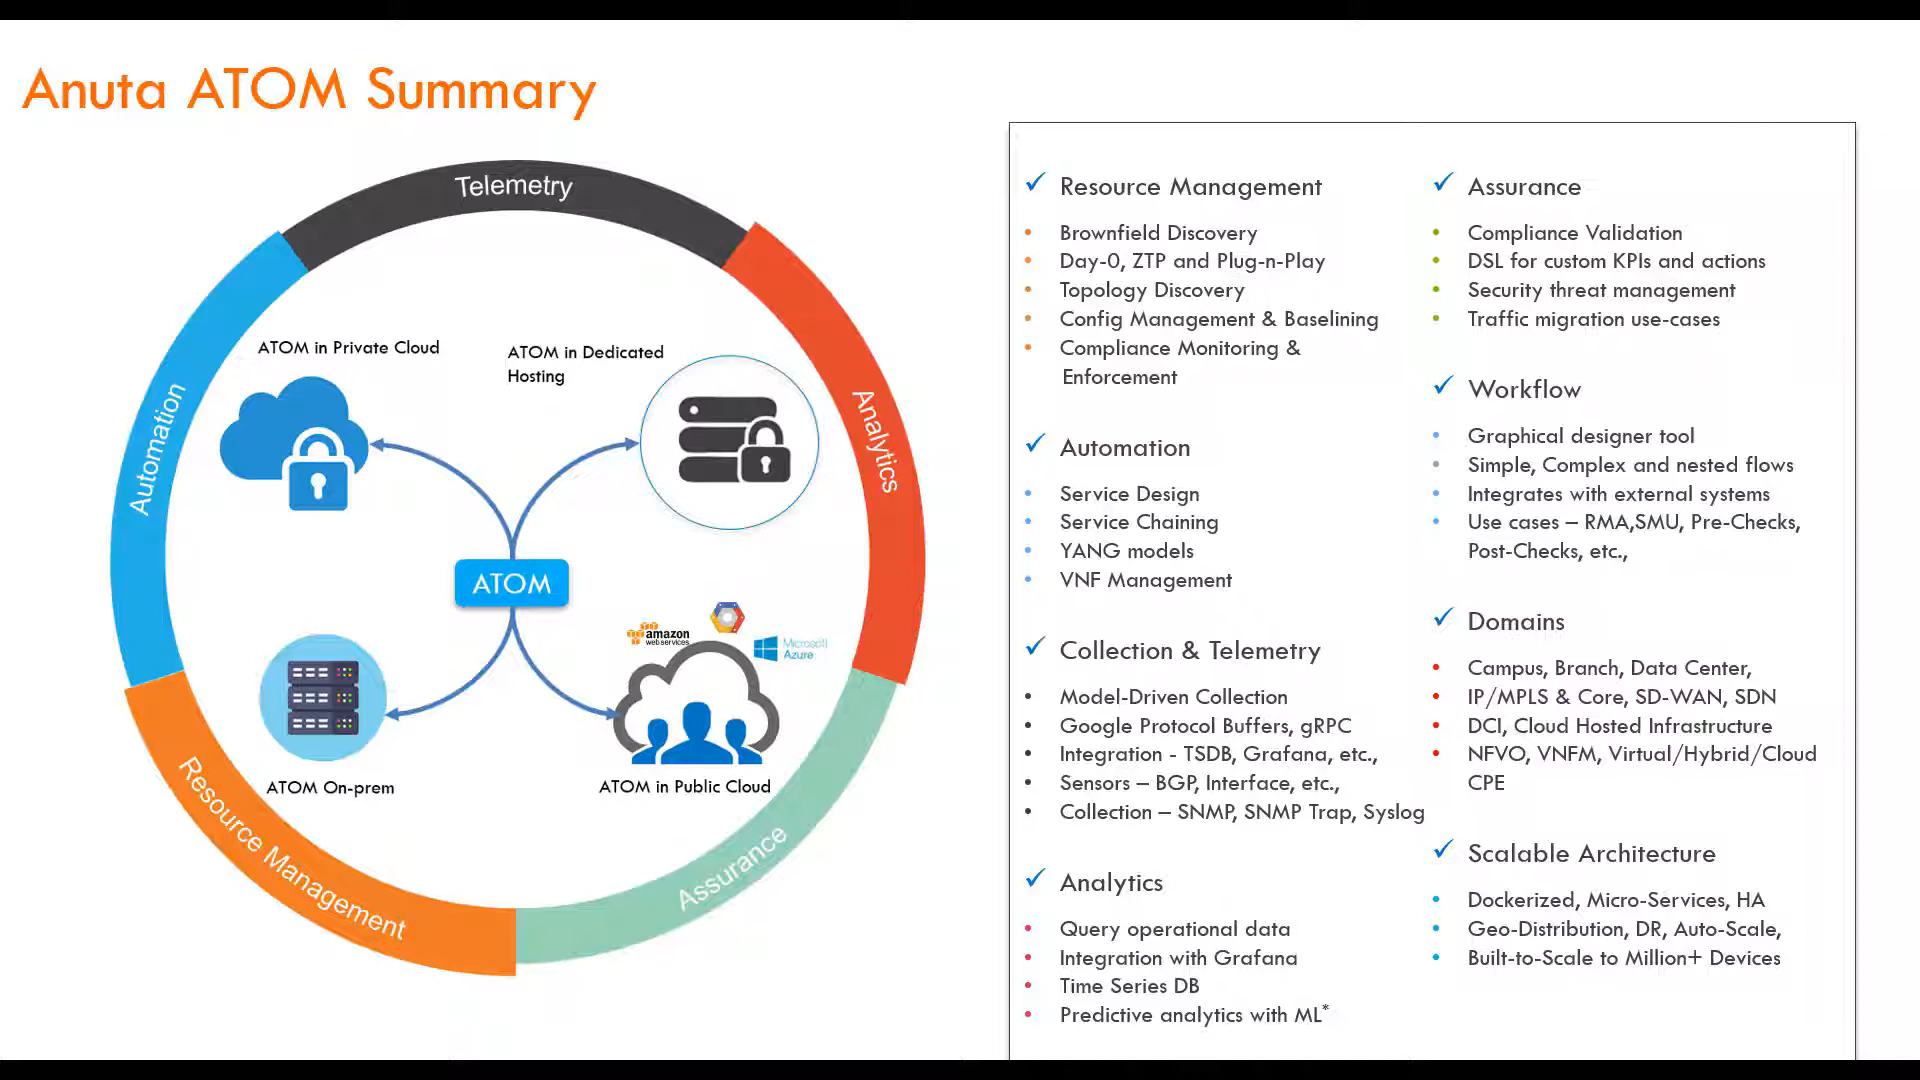 Anuta ATOM Summary
Telemetry
Analytics
Automation
Resource Management
Assurance
ATOM in Private Cloud
ATOM in Dedicated
Hosting
ATOM
amazon
web services
Microsoft
Azure
ATOM On-prem
ATOM in Public Cloud
Resource Management
Brownfield Discovery
Day-0, ZTP and Plug-n-Play
Topology Discovery
Config Management & Baselining
Compliance Monitoring &
Enforcement
Automation
Service Design
Service Chaining
YANG models
VNF Management
Collection & Telemetry
Model-Driven Collection
Google Protocol Buffers, gRPC
Integration - TSDB, Grafana, etc.,
Sensors – BGP, Interface, etc.,
Collection – SNMP, SNMP Trap, Syslog
Analytics
Query operational data
Integration with Grafana
Time Series DB
Predictive analytics with ML*
Assurance
Compliance Validation
DSL for custom KPIs and actions
Security threat management
Traffic migration use-cases
Workflow
Graphical designer tool
Simple, Complex and nested flows
Integrates with external systems
Use cases – RMA,SMU, Pre-Checks,
Post-Checks, etc.,
Domains
Campus, Branch, Data Center,
IP/MPLS & Core, SD-WAN, SDN
DCI, Cloud Hosted Infrastructure
NFVO, VNFM, Virtual/Hybrid/Cloud
CPE
Scalable Architecture
Dockerized, Micro-Services, HA
Geo-Distribution, DR, Auto-Scale,
Built-to-Scale to Million+ Devices